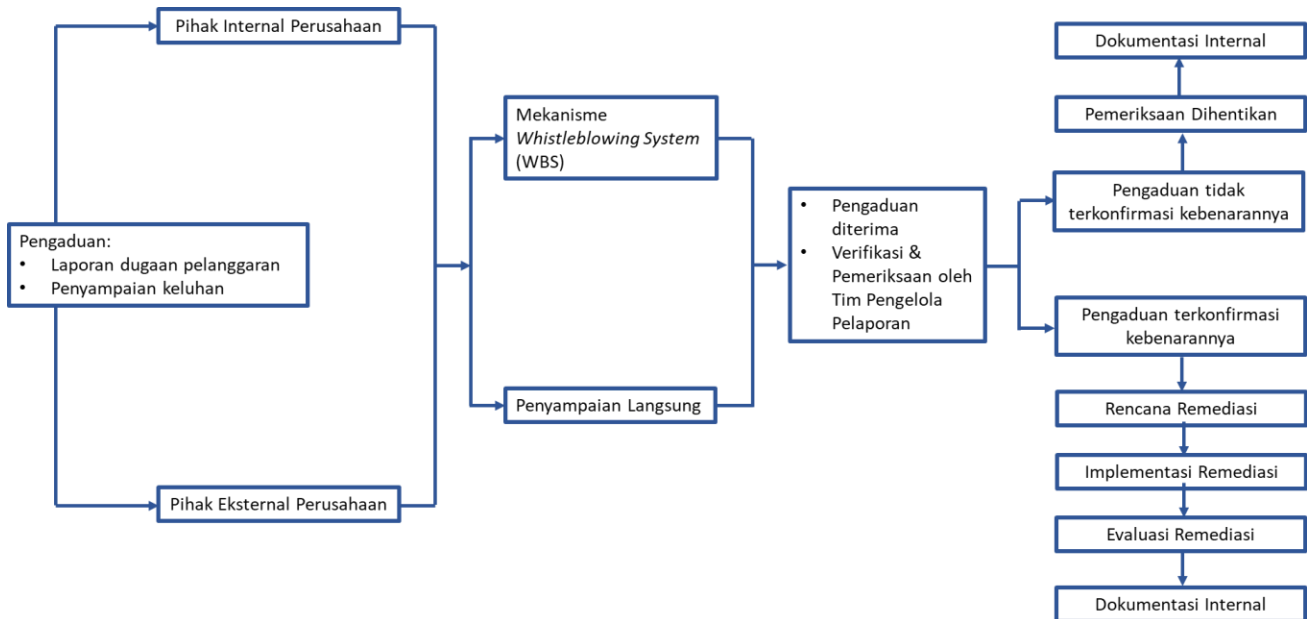 Pengaduan:
• Laporan dugaan pelanggaran
• Penyampaian keluhan
Pihak Internal Perusahaan
Pihak Eksternal Perusahaan
Mekanisme
Whistleblowing System
(WBS)
Penyampaian Langsung
• Pengaduan
diterima
• Verifikasi &
Pemeriksaan oleh
Tim Pengelola
Pelaporan
Dokumentasi Internal
Pemeriksaan Dihentikan
Pengaduan tidak
terkonfirmasi kebenarannya
Pengaduan terkonfirmasi
kebenarannya
Rencana Remediasi
Implementasi Remediasi
Evaluasi Remediasi
Dokumentasi Internal